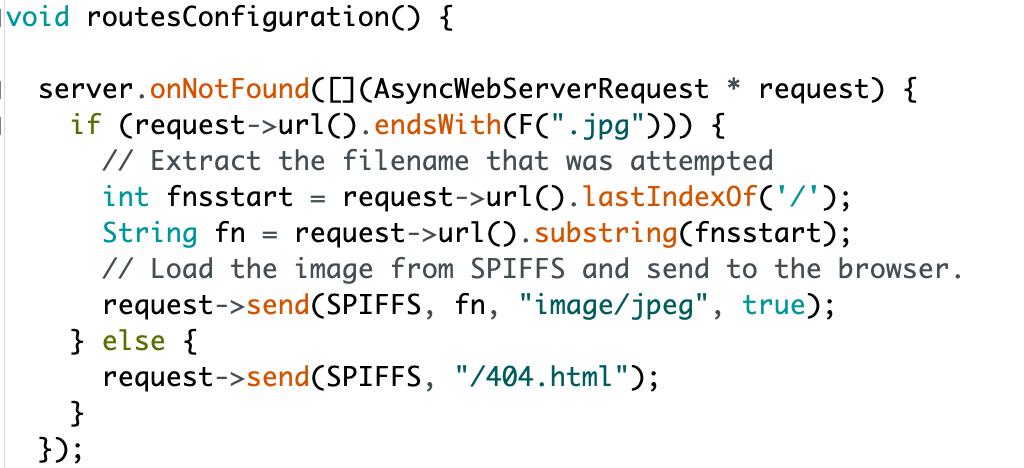 void routesConfiguration() {
server.onNotFound([](AsyncWebServerRequest * request) {
if (request->url().endsWith(F(".jpg"))) {
// Extract the filename that was attempted
int fnsstart = request->url().lastIndexOf('/');
String fn = request->url().substring(fnsstart);
// Load the image from SPIFFS and send to the browser.
request->send(SPIFFS, fn, "image/jpeg", true);
} else {
request->send(SPIFFS, "/404.html");
}
});